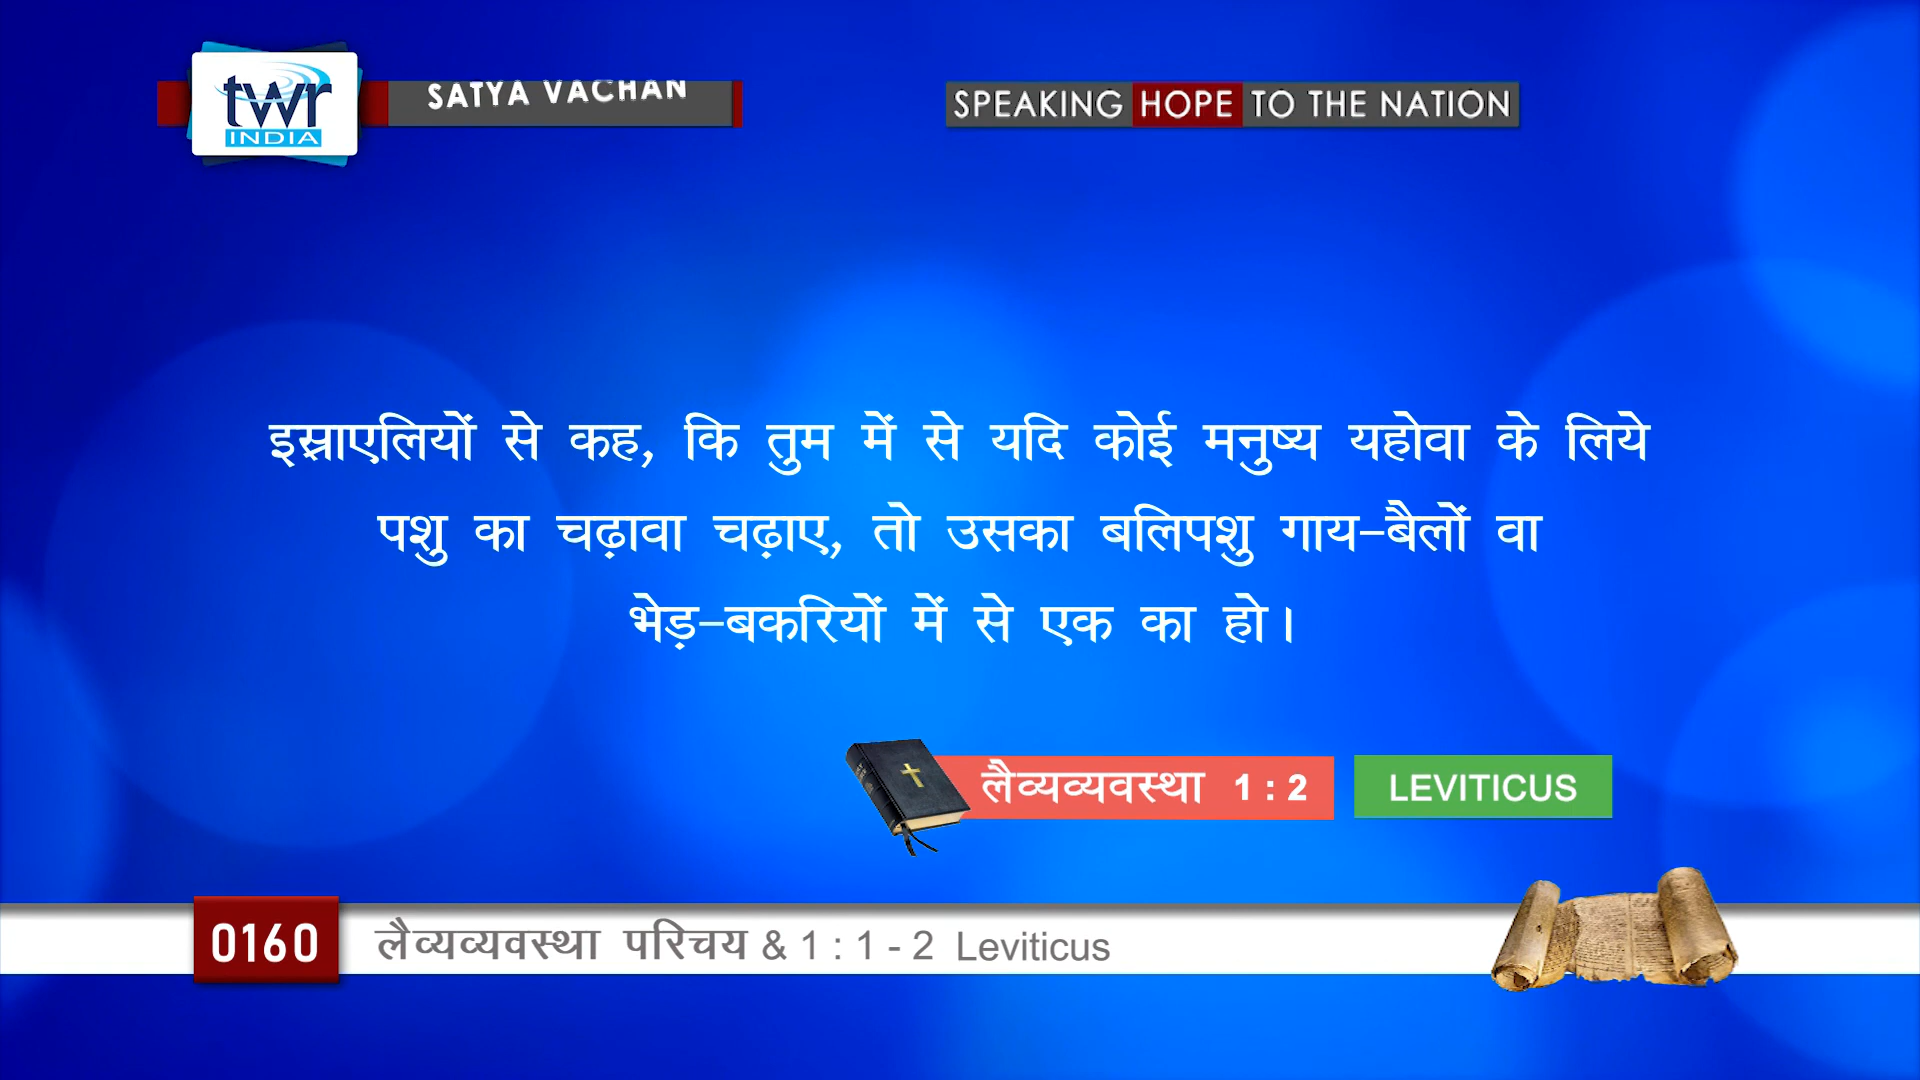 twr
INDIA
SATYA VACHAN
SPEAKING HOPE TO THE NATION
इस्राएलियों से कह, कि तुम में से यदि कोई मनुष्य यहोवा के लिये
पशु का चढ़ावा चढ़ाए, तो उसका बलिपशु गाय-बैलों वा
भेड़-बकरियों में से एक का हो।
लैव्यव्यवस्था 1 : 2
LEVITICUS
0160
लैव्यव्यवस्था परिचय & 1 : 1 - 2 Leviticus